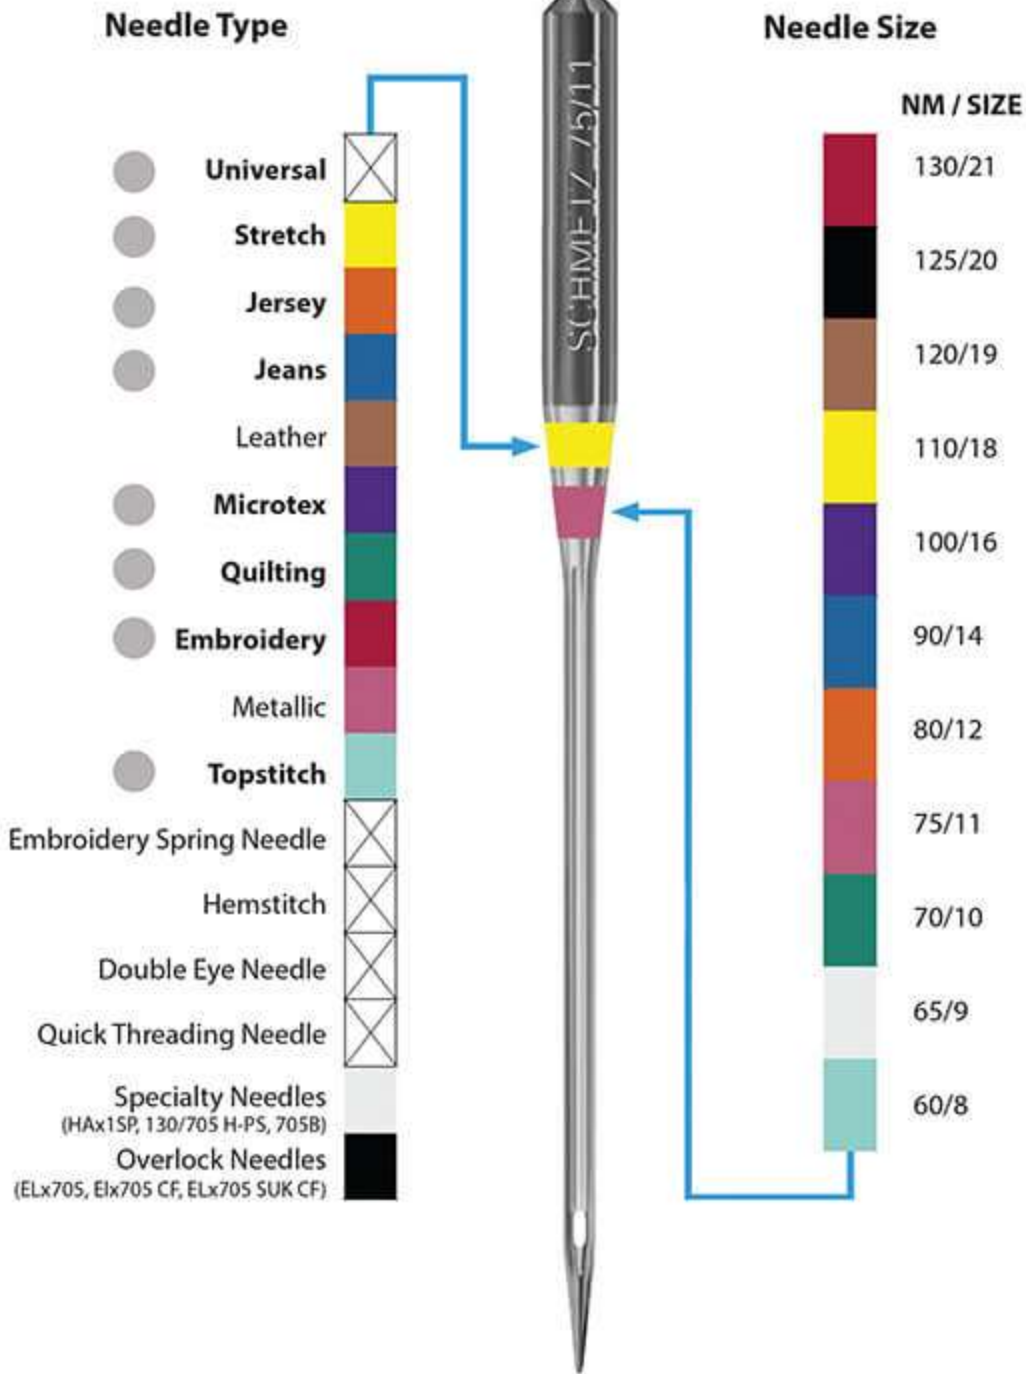 Needle Type
Universal
Stretch
Jersey
Jeans
Leather
Microtex
Quilting
Embroidery
Metallic
Topstitch
Embroidery Spring Needle
Hemstitch
Double Eye Needle
Quick Threading Needle
Specialty Needles
(HAx1SP, 130/705 H-PS, 705B)
Overlock Needles
(ELx705, Elx705 CF, ELx705 SUK CF)
SCHMETZ 75/11
Needle Size
NM / SIZE
130/21
125/20
120/19
110/18
100/16
90/14
80/12
75/11
70/10
65/9
60/8